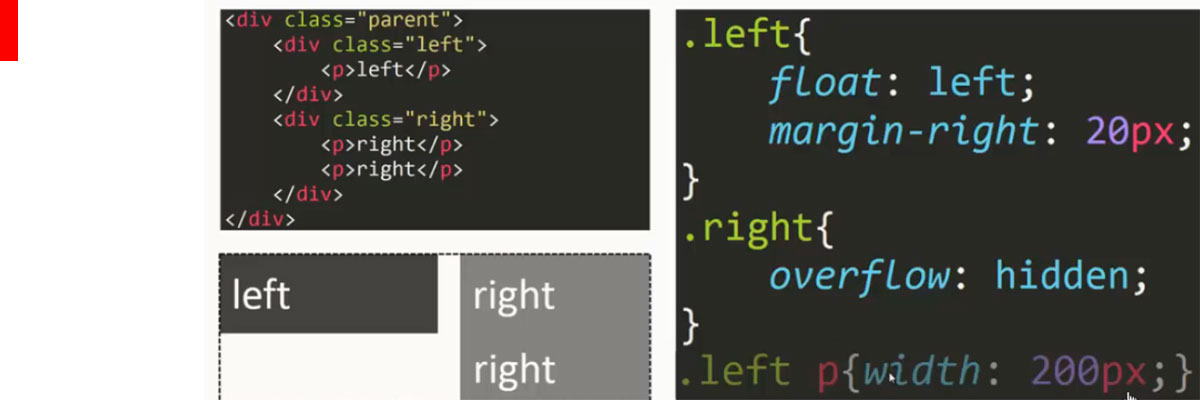 <div class="parent">
<div class="left">
<p>left</p>
</div>
<div class="right">
<p>right</p>
<p>right</p>
</div>
</div>
left
right
right
.left{
float: left;
margin-right: 20px;
}
.right{
overflow: hidden;
}
.left p{width: 200px;}